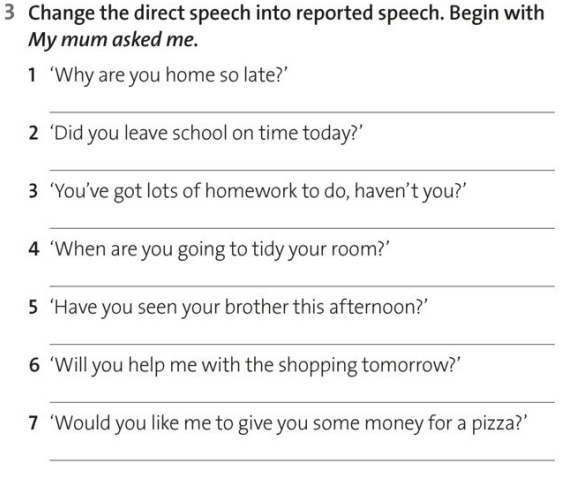 3 Change the direct speech into reported speech. Begin with
My mum asked me.
1 ‘Why are you home so late?’
2 ‘Did you leave school on time today?’
3 ‘You’ve got lots of homework to do, haven’t you?’
4 ‘When are you going to tidy your room?’
5 ‘Have you seen your brother this afternoon?’
6 ‘Will you help me with the shopping tomorrow?’
7 ‘Would you like me to give you some money for a pizza?’